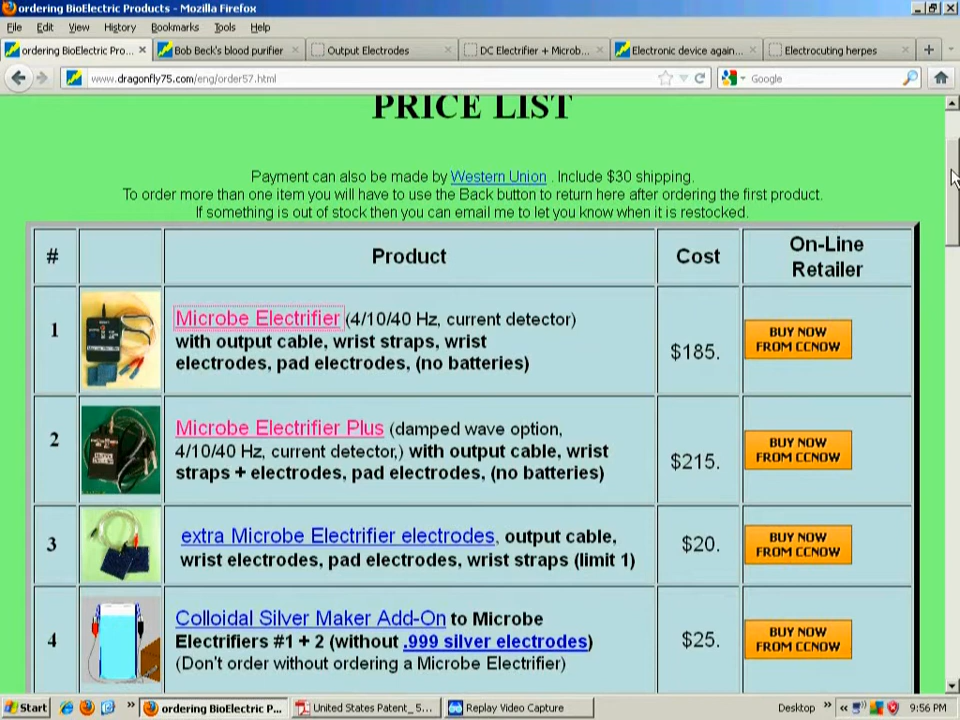 ordering BioElectric Products - Mozilla Firefox
File Edit View History Bookmarks Tools Help
ordering BioElectric Pro... Bob Beck's blood purifier Output Electrodes DC Electrifier + Microb... Electronic device again... Electrocuting herpes
www.dragonfly75.com/eng/order57.html Google
PRICE LIST
Payment can also be made by Western Union . Include $30 shipping.
To order more than one item you will have to use the Back button to return here after ordering the first product.
If something is out of stock then you can email me to let you know when it is restocked.
# Product Cost On-Line
Retailer
1 Microbe Electrifier (4/10/40 Hz, current detector)
with output cable, wrist straps, wrist
electrodes, pad electrodes, (no batteries)
$185.
BUY NOW
FROM CCNOW
2 Microbe Electrifier Plus (damped wave option,
4/10/40 Hz, current detector,) with output cable, wrist
straps + electrodes, pad electrodes, (no batteries)
$215.
BUY NOW
FROM CCNOW
3 extra Microbe Electrifier electrodes, output cable,
wrist electrodes, pad electrodes, wrist straps (limit 1)
$20.
BUY NOW
FROM CCNOW
4 Colloidal Silver Maker Add-On to Microbe
Electrifiers #1 + 2 (without .999 silver electrodes)
(Don't order without ordering a Microbe Electrifier)
$25.
BUY NOW
FROM CCNOW
Start » ordering BioElectric P... United States Patent_ 5... Replay Video Capture Desktop » « 9:56 PM